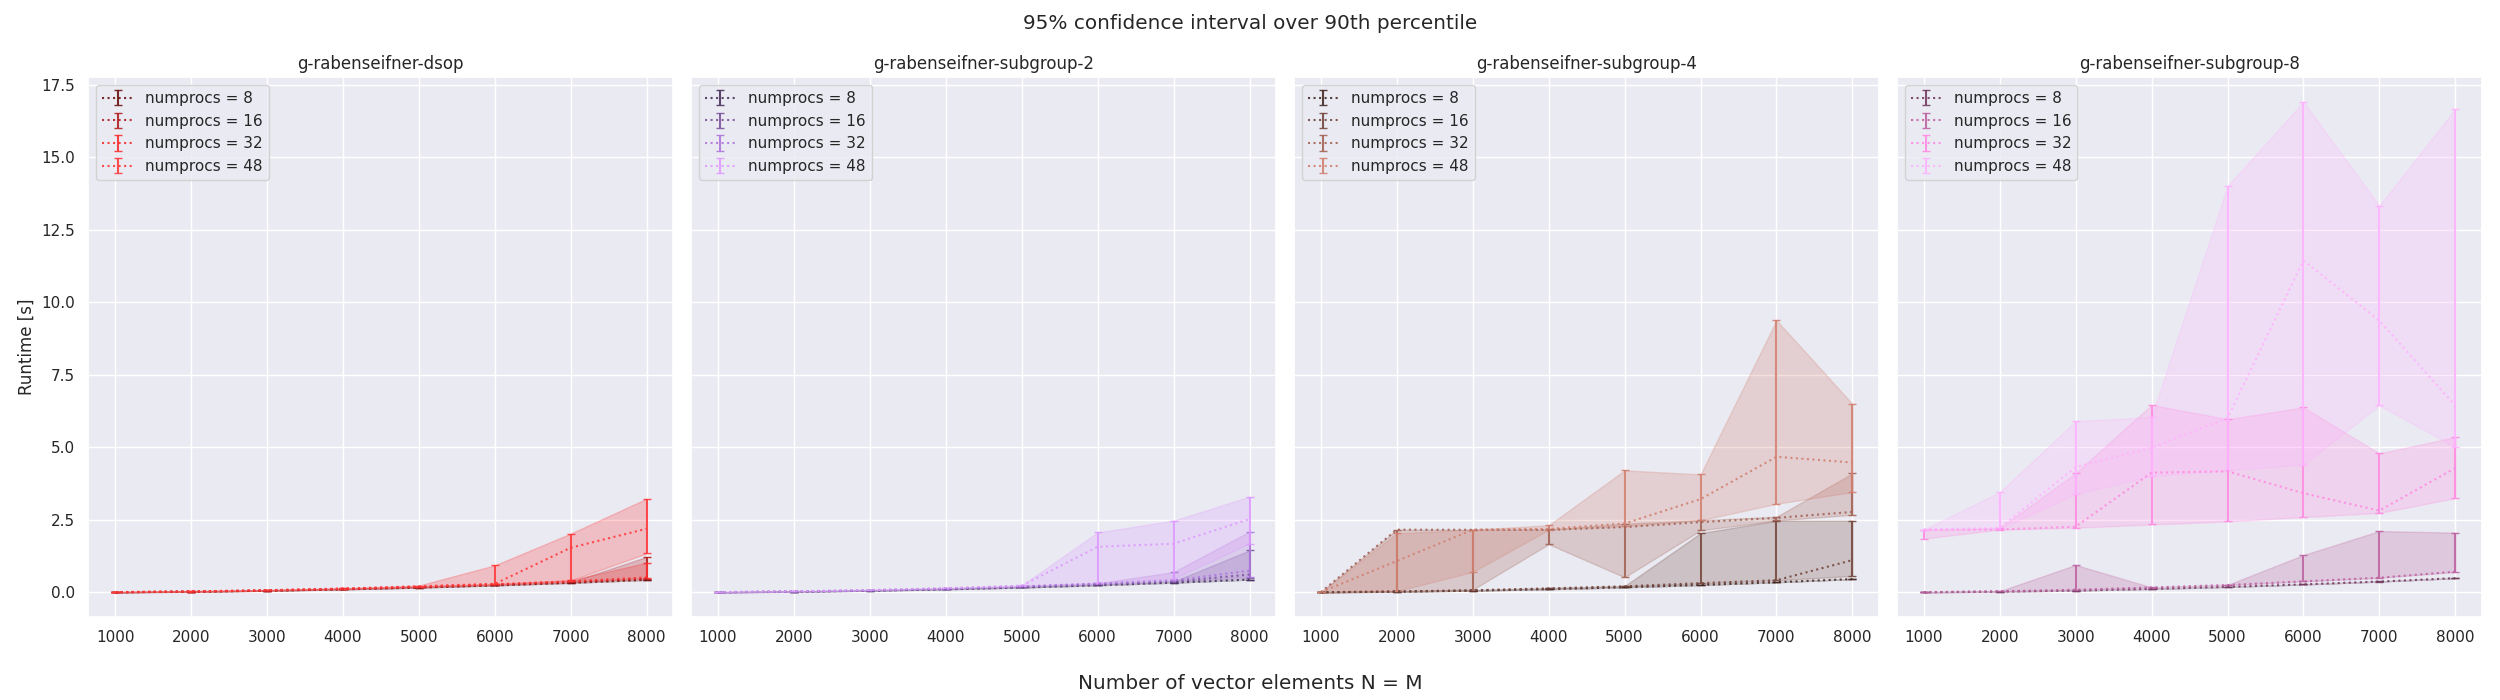 95% confidence interval over 90th percentile
g-rabenseifner-dsop
g-rabenseifner-subgroup-2
g-rabenseifner-subgroup-4
g-rabenseifner-subgroup-8
Runtime [s]
17.5
15.0
12.5
10.0
7.5
5.0
2.5
0.0
numprocs = 8
numprocs = 16
numprocs = 32
numprocs = 48
numprocs = 8
numprocs = 16
numprocs = 32
numprocs = 48
numprocs = 8
numprocs = 16
numprocs = 32
numprocs = 48
numprocs = 8
numprocs = 16
numprocs = 32
numprocs = 48
1000 2000 3000 4000 5000 6000 7000 8000
1000 2000 3000 4000 5000 6000 7000 8000
1000 2000 3000 4000 5000 6000 7000 8000
1000 2000 3000 4000 5000 6000 7000 8000
Number of vector elements N = M